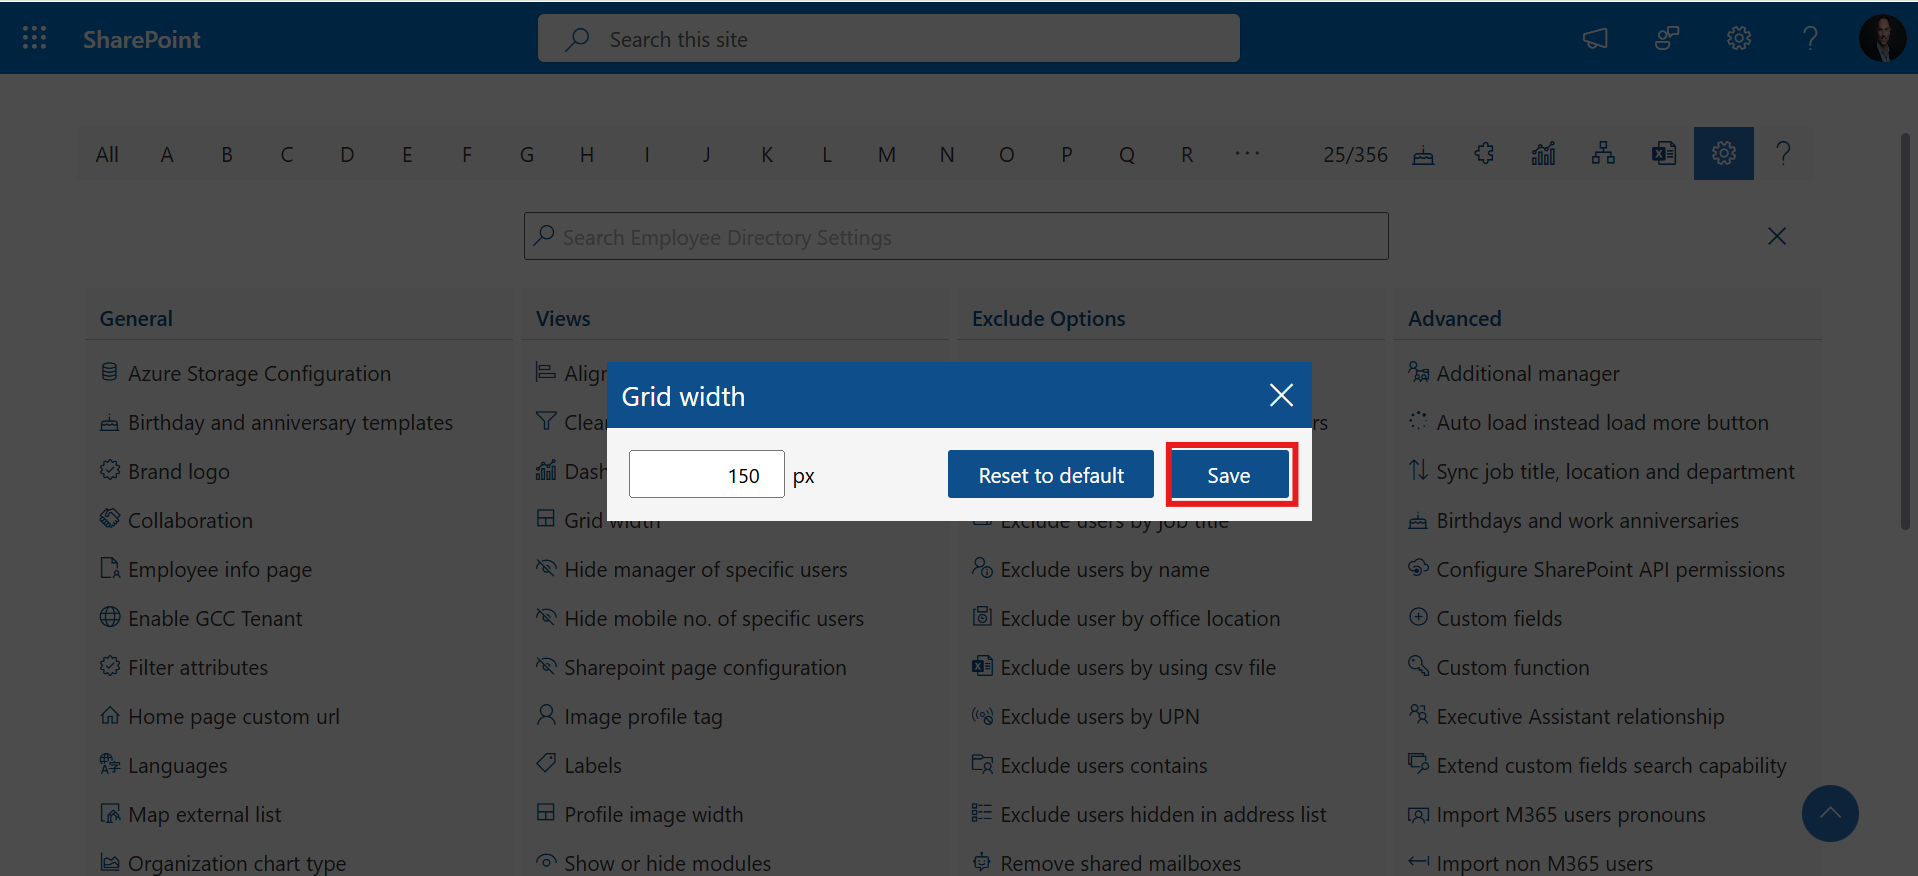 SharePoint
Search this site
All A B C D E F G H I J K L M N O P Q R ... 25/356
Search Employee Directory Settings
General
Azure Storage Configuration
Birthday and anniversary templates
Brand logo
Collaboration
Employee info page
Enable GCC Tenant
Filter attributes
Home page custom url
Languages
Map external list
Organization chart type
Views
Grid width
Hide manager of specific users
Hide mobile no. of specific users
Sharepoint page configuration
Image profile tag
Labels
Profile image width
Show or hide modules
Exclude Options
Exclude users by job title
Exclude users by name
Exclude user by office location
Exclude users by using csv file
Exclude users by UPN
Exclude users contains
Exclude users hidden in address list
Remove shared mailboxes
Advanced
Additional manager
Auto load instead load more button
Sync job title, location and department
Birthdays and work anniversaries
Configure SharePoint API permissions
Custom fields
Custom function
Executive Assistant relationship
Extend custom fields search capability
Import M365 users pronouns
Import non M365 users
Grid width
150 px
Reset to default
Save